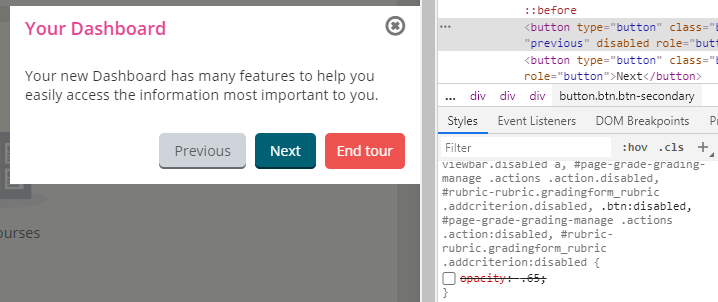 Your Dashboard
Your new Dashboard has many features to help you
easily access the information most important to you.
Previous
Next
End tour
ourses
::before
<button type="button" class="
"previous" disabled role="but
<button type="button" class="b
role="button">Next</button>
... div div div button.btn.btn-secondary
Styles Event Listeners DOM Breakpoints
Filter :hov .cls +
viewbar.disabled a, #page-grade-grading-
manage .actions .action.disabled,
#rubric-rubric.gradingform_rubric
.addcriterion.disabled, .btn:disabled,
#page-grade-grading-manage .actions
.action:disabled, #rubric-
rubric.gradingform_rubric
.addcriterion:disabled {
opacity: .65;
}